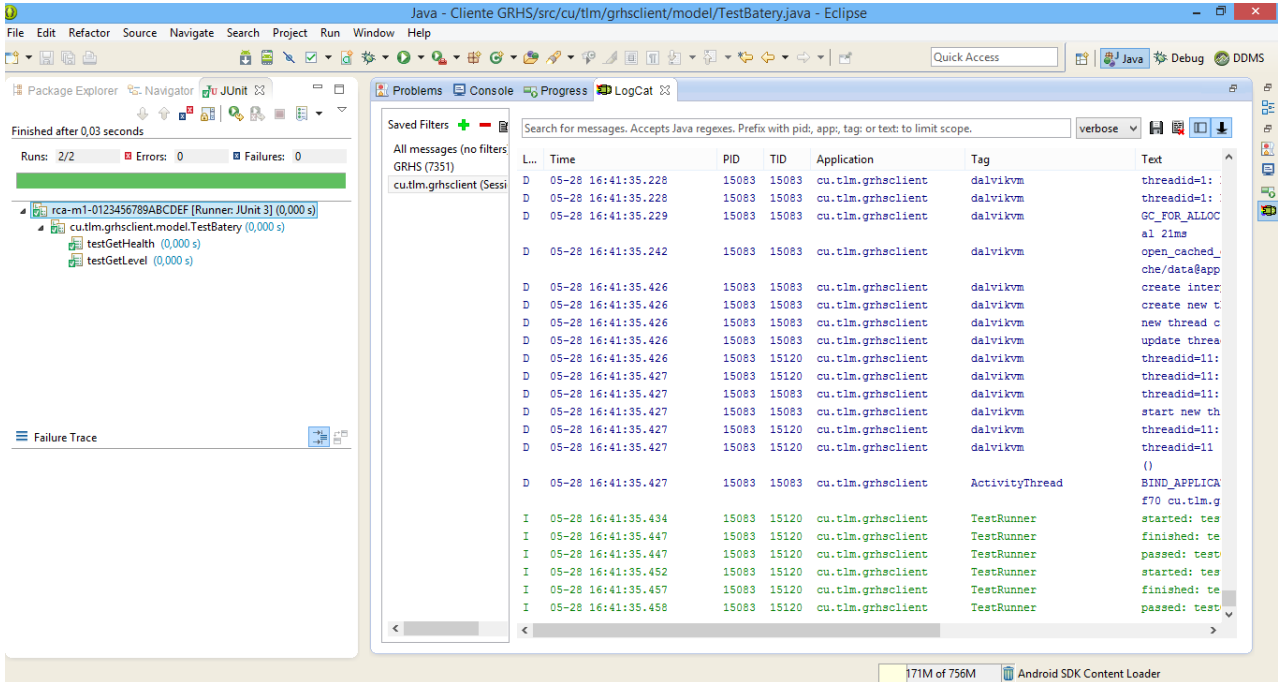 Java - Cliente GRHS/src/cu/tlm/grhsclient/model/TestBatery.java - Eclipse
File Edit Refactor Source Navigate Search Project Run Window Help
Quick Access
Java Debug DDMS
Package Explorer Navigator JUnit
Finished after 0,03 seconds
Runs: 2/2 Errors: 0 Failures: 0
rca-m1-0123456789ABCDEF [Runner: JUnit 3] (0,000 s)
cu.tlm.grhsclient.model.TestBatery (0,000 s)
testGetHealth (0,000 s)
testGetLevel (0,000 s)
Failure Trace
Problems Console Progress LogCat
Saved Filters
All messages (no filters
GRHS (7351)
cu.tlm.grhsclient (Sessi
Search for messages. Accepts Java regexes. Prefix with pid:, app:, tag: or text: to limit scope.
verbose
L... Time PID TID Application Tag Text
D 05-28 16:41:35.228 15083 15083 cu.tlm.grhsclient dalvikvm threadid=1:
D 05-28 16:41:35.228 15083 15083 cu.tlm.grhsclient dalvikvm threadid=1:
D 05-28 16:41:35.229 15083 15083 cu.tlm.grhsclient dalvikvm GC_FOR_ALLOC
al 21ms
D 05-28 16:41:35.242 15083 15083 cu.tlm.grhsclient dalvikvm open_cached_
che/data@app
D 05-28 16:41:35.426 15083 15083 cu.tlm.grhsclient dalvikvm create inter
D 05-28 16:41:35.426 15083 15083 cu.tlm.grhsclient dalvikvm create new t
D 05-28 16:41:35.426 15083 15083 cu.tlm.grhsclient dalvikvm new thread c
D 05-28 16:41:35.426 15083 15083 cu.tlm.grhsclient dalvikvm update threa
D 05-28 16:41:35.426 15083 15120 cu.tlm.grhsclient dalvikvm threadid=11:
D 05-28 16:41:35.427 15083 15120 cu.tlm.grhsclient dalvikvm threadid=11:
D 05-28 16:41:35.427 15083 15120 cu.tlm.grhsclient dalvikvm threadid=11:
D 05-28 16:41:35.427 15083 15083 cu.tlm.grhsclient dalvikvm start new th
D 05-28 16:41:35.427 15083 15120 cu.tlm.grhsclient dalvikvm threadid=11:
D 05-28 16:41:35.427 15083 15120 cu.tlm.grhsclient dalvikvm threadid=11
()
D 05-28 16:41:35.427 15083 15083 cu.tlm.grhsclient ActivityThread BIND_APPLICA
f70 cu.tlm.g
I 05-28 16:41:35.434 15083 15120 cu.tlm.grhsclient TestRunner started: tes
I 05-28 16:41:35.447 15083 15120 cu.tlm.grhsclient TestRunner finished: te
I 05-28 16:41:35.447 15083 15120 cu.tlm.grhsclient TestRunner passed: test
I 05-28 16:41:35.452 15083 15120 cu.tlm.grhsclient TestRunner started: tes
I 05-28 16:41:35.457 15083 15120 cu.tlm.grhsclient TestRunner finished: te
I 05-28 16:41:35.458 15083 15120 cu.tlm.grhsclient TestRunner passed: test
171M of 756M Android SDK Content Loader